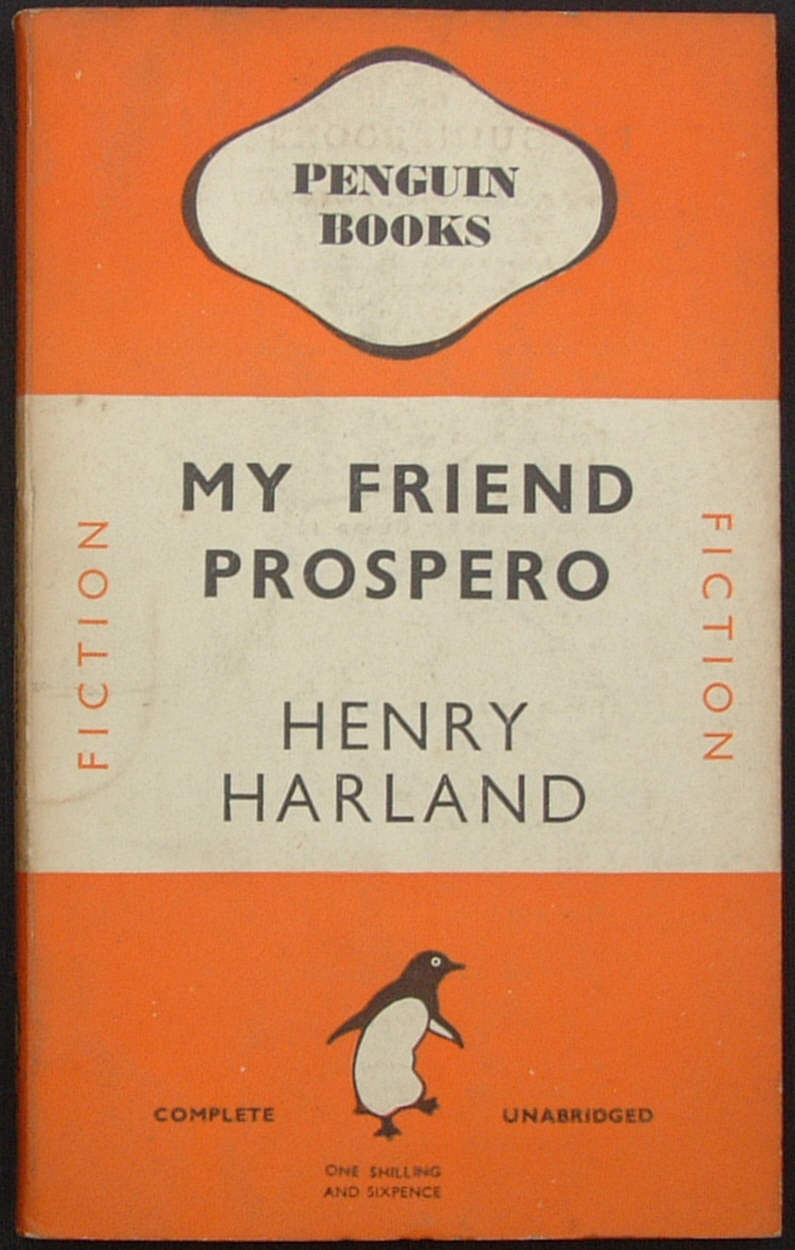 PENGUIN
BOOKS
MY FRIEND
PROSPERO
FICTION
FICTION
HENRY
HARLAND
COMPLETE
UNABRIDGED
ONE SHILLING
AND SIXPENCE